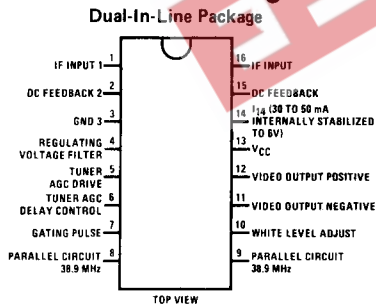 Dual-In-Line Package
IF INPUT 1
1
DC FEEDBACK 2
2
GND 3
3
REGULATING
VOLTAGE FILTER
4
TUNER
AGC DRIVE
5
TUNER AGC
DELAY CONTROL
6
GATING PULSE
7
PARALLEL CIRCUIT
38.9 MHz
8
16
IF INPUT
15
DC FEEDBACK
14
I14 (30 TO 50 mA
INTERNALLY STABILIZED
TO 6V)
13
VCC
12
VIDEO OUTPUT POSITIVE
11
VIDEO OUTPUT NEGATIVE
10
WHITE LEVEL ADJUST
9
PARALLEL CIRCUIT
38.9 MHz
TOP VIEW